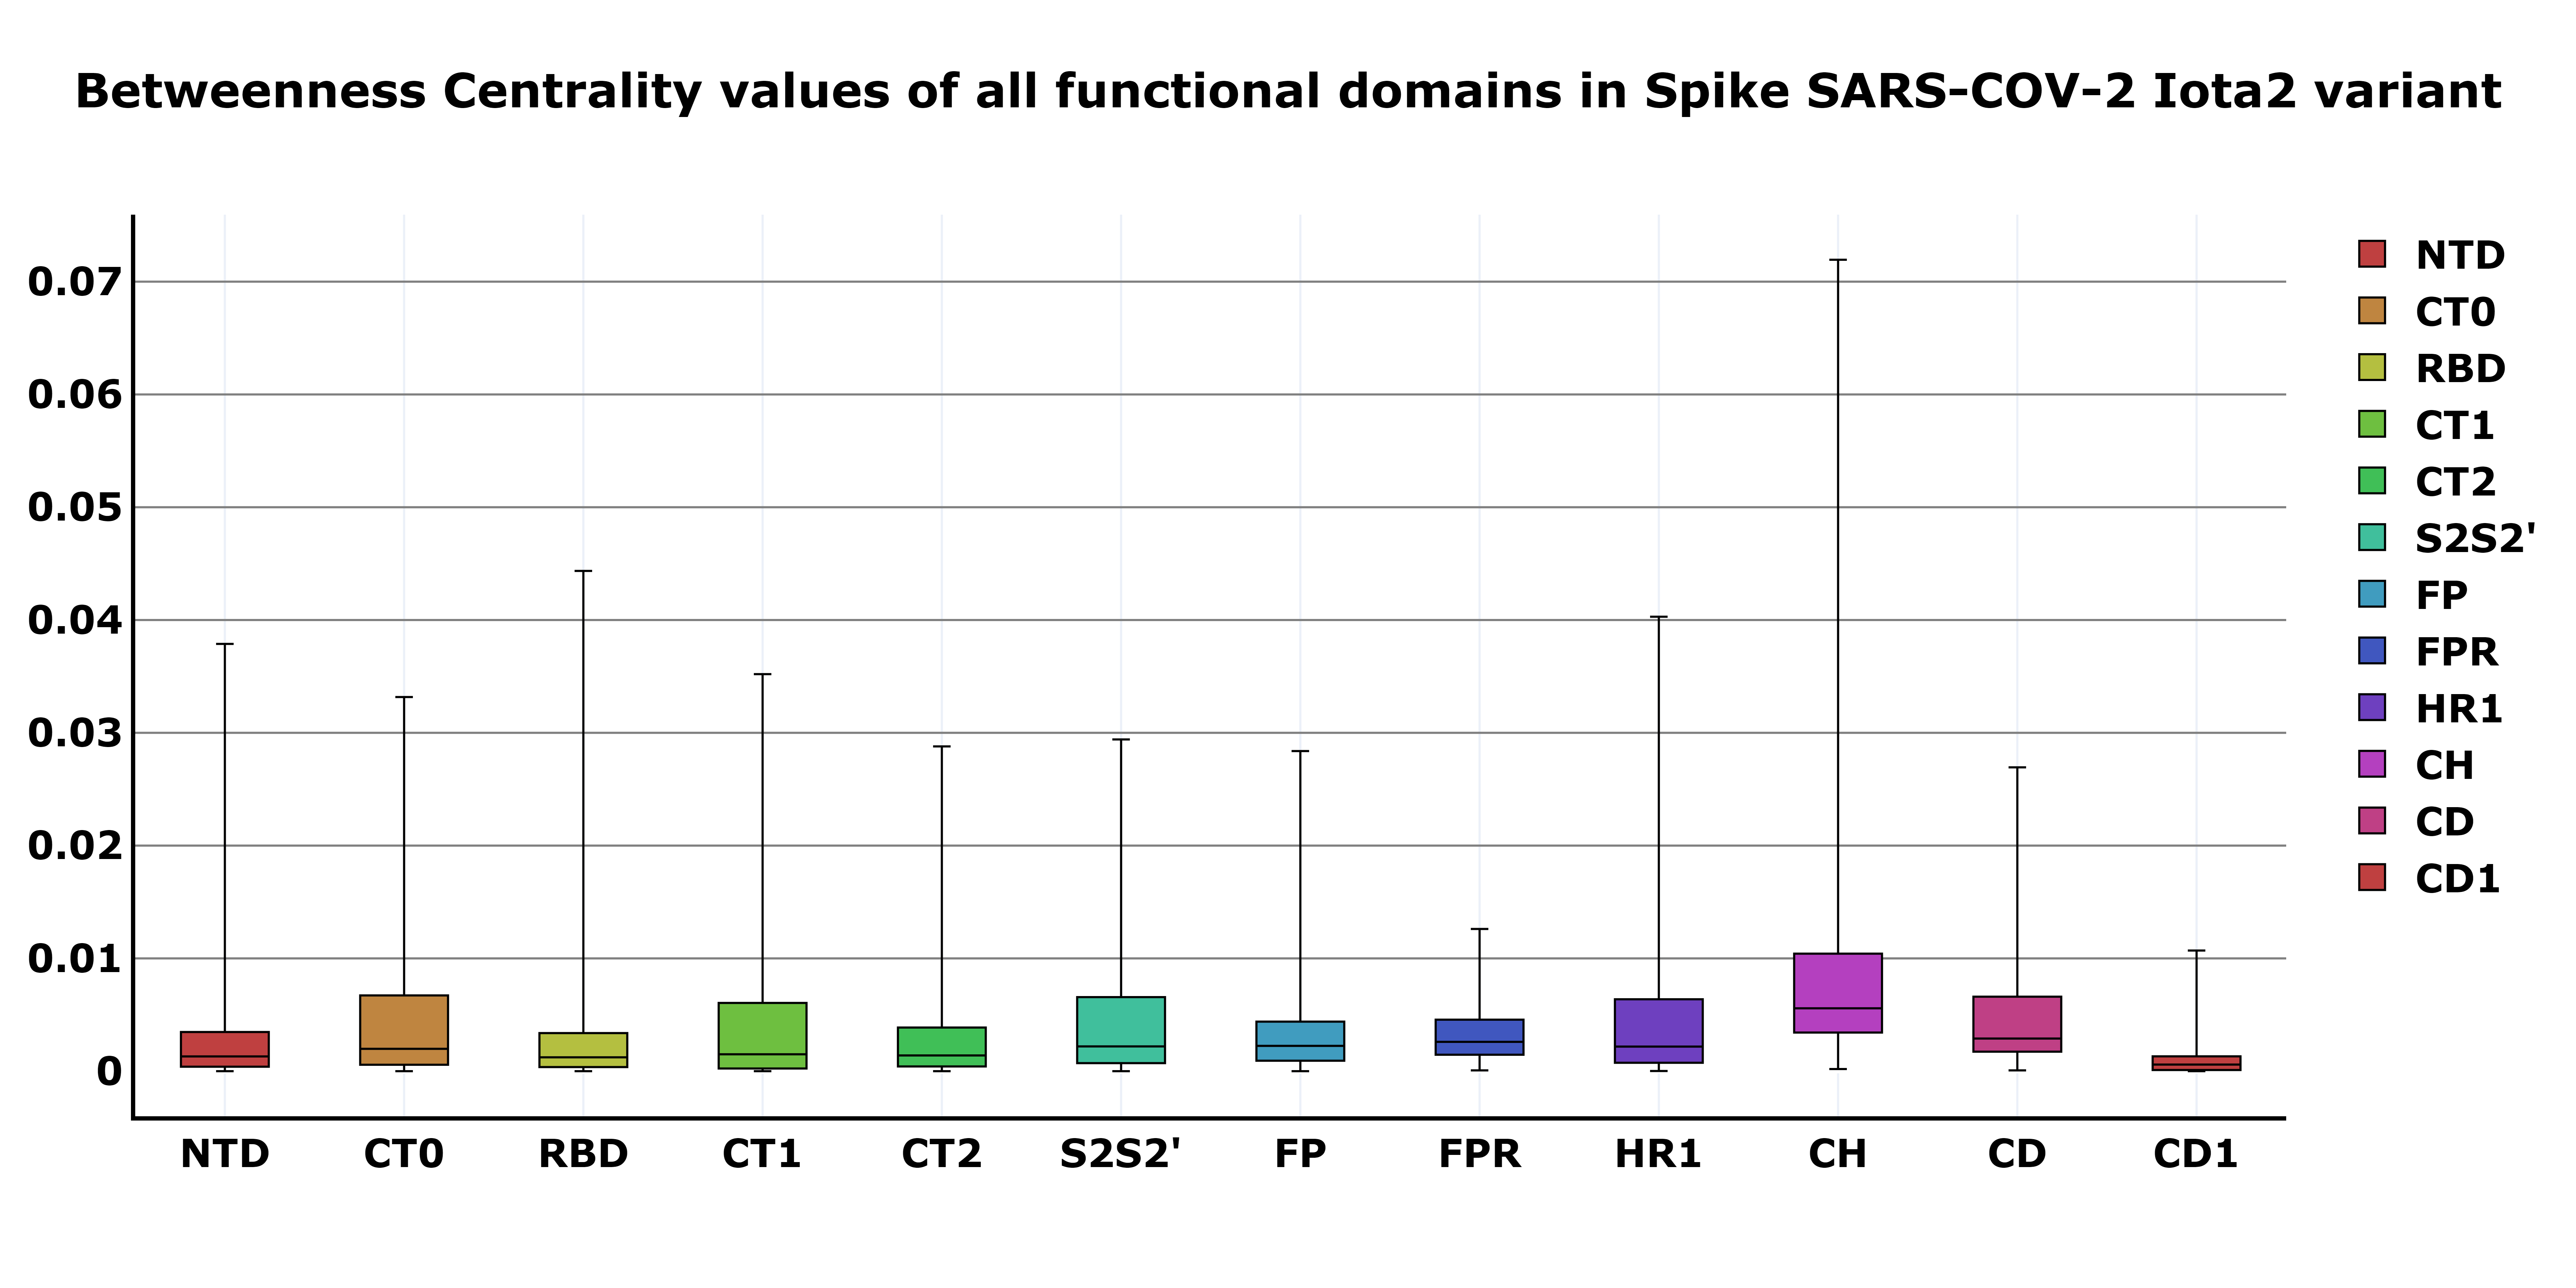 Betweenness Centrality values of all functional domains in Spike SARS-COV-2 Iota2 variant
0.07
0.06
0.05
0.04
0.03
0.02
0.01
0
NTD CT0 RBD CT1 CT2 S2S2' FP FPR HR1 CH CD CD1
NTD
CT0
RBD
CT1
CT2
S2S2'
FP
FPR
HR1
CH
CD
CD1